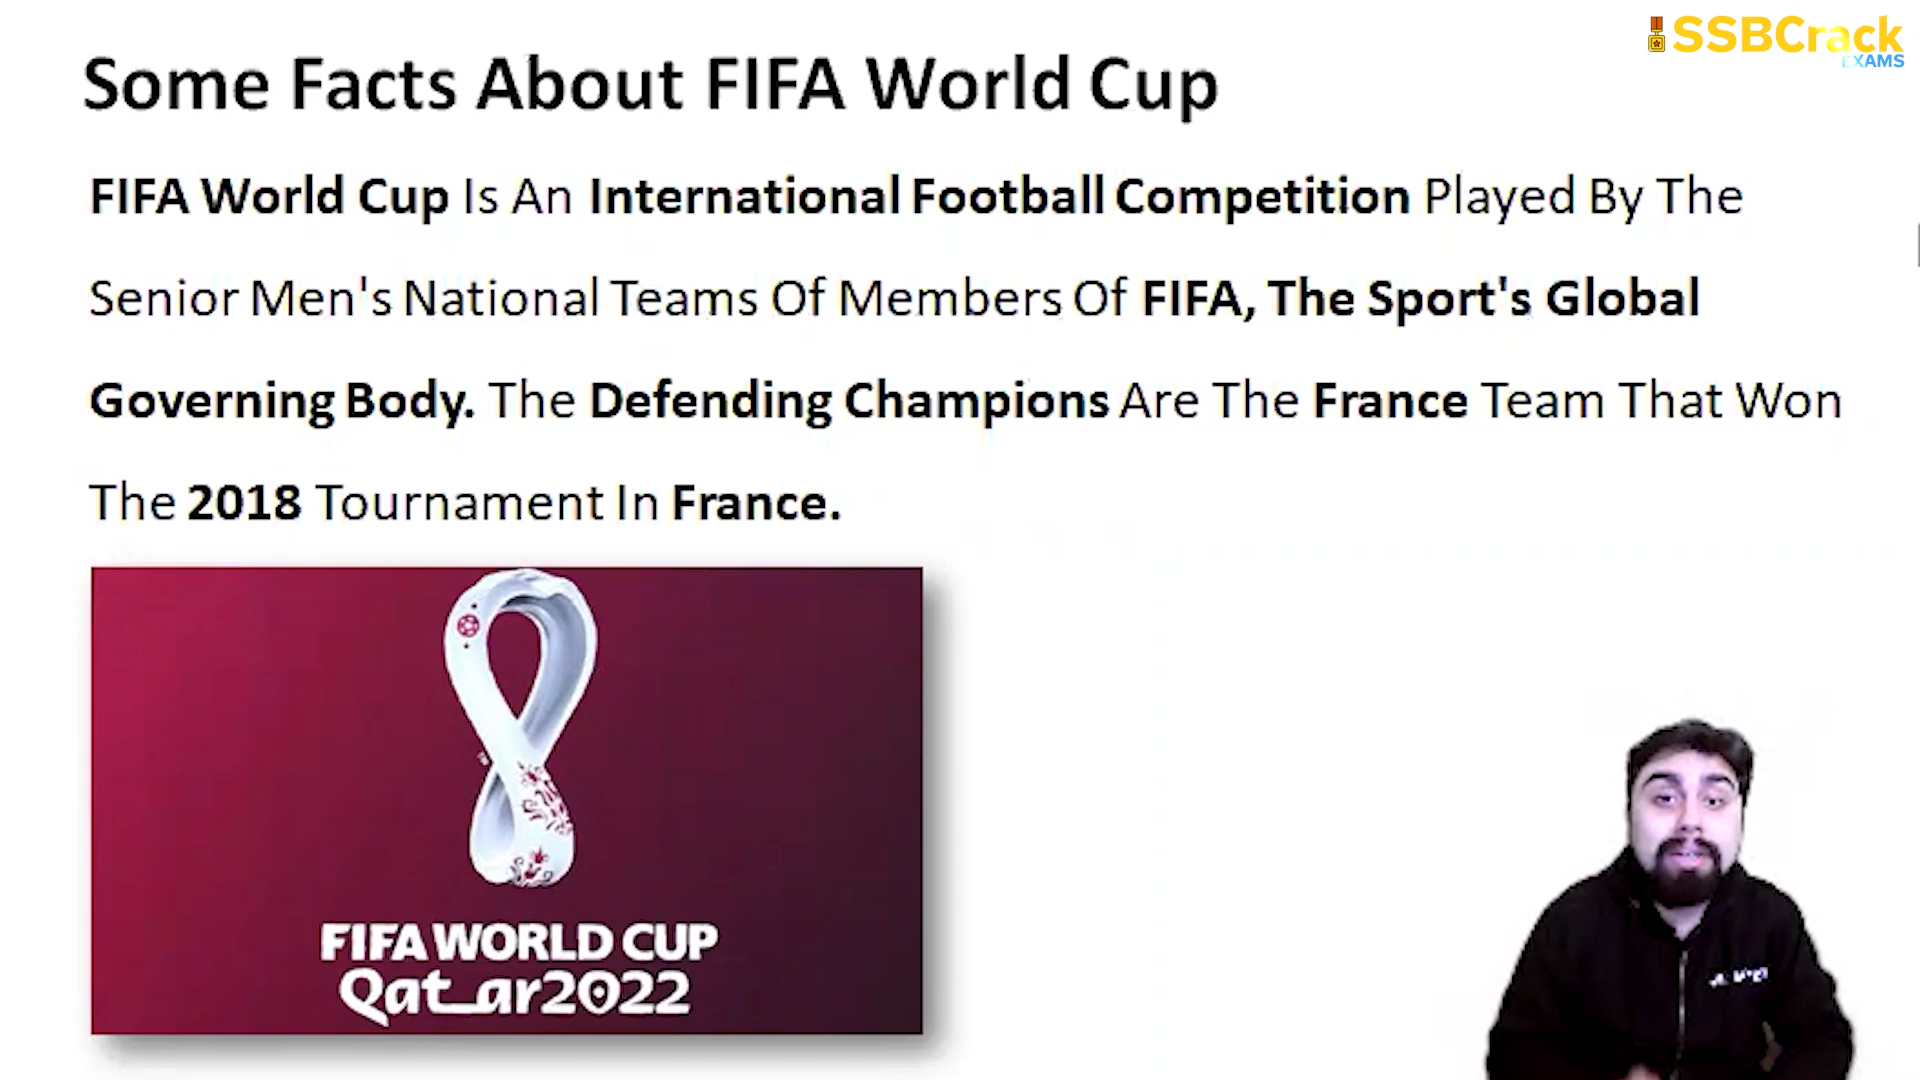 SSBCrack
EXAMS
Some Facts About FIFA World Cup
FIFA World Cup Is An International Football Competition Played By The
Senior Men's National Teams Of Members Of FIFA, The Sport's Global
Governing Body. The Defending Champions Are The France Team That Won
The 2018 Tournament In France.
FIFA WORLD CUP
Qatar2022